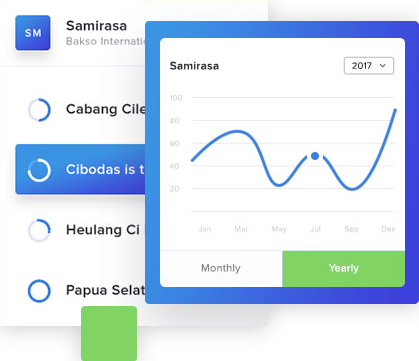 SM
Samirasa
Bakso Internatio
Cabang Cile
Cibodas is t
Heulang Ci
Papua Selat
Samirasa
2017
100
80
60
40
20
Jan Mar May Jul Sep Dec
Monthly Yearly